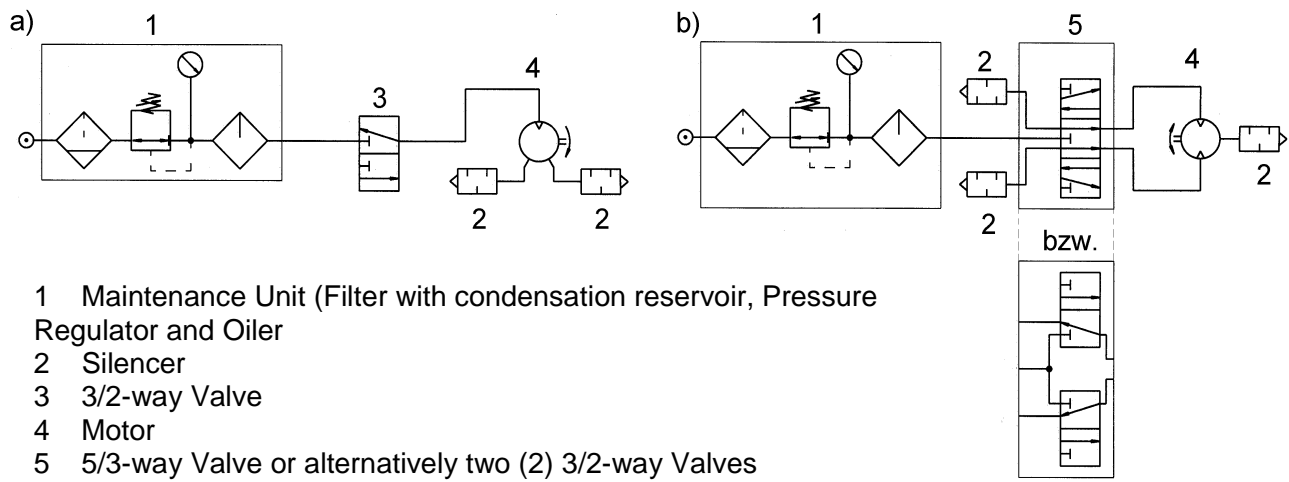 a)
1
3
4
2
2
b)
1
2
5
4
2
2
bzw.
1 Maintenance Unit (Filter with condensation reservoir, Pressure
Regulator and Oiler
2 Silencer
3 3/2-way Valve
4 Motor
5 5/3-way Valve or alternatively two (2) 3/2-way Valves